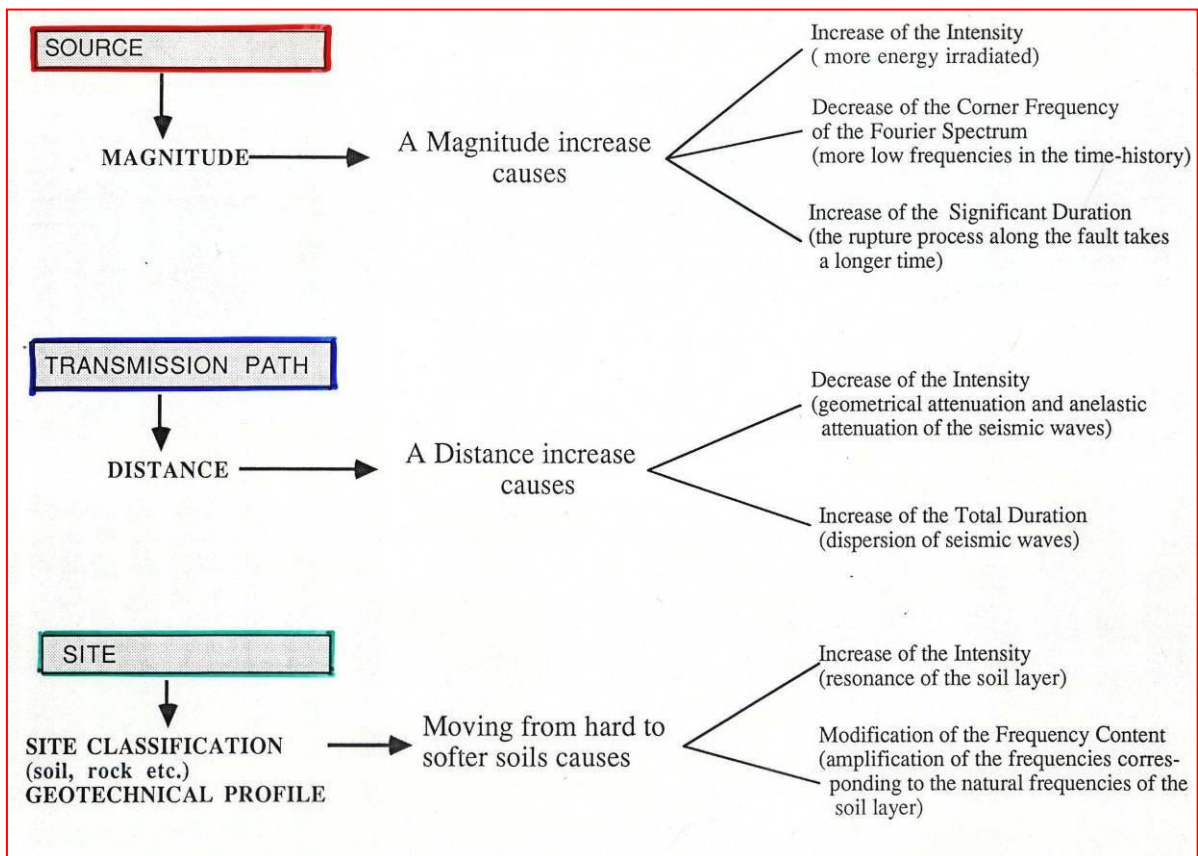 SOURCE
MAGNITUDE
A Magnitude increase
causes
Increase of the Intensity
( more energy irradiated)
Decrease of the Corner Frequency
of the Fourier Spectrum
(more low frequencies in the time-history)
Increase of the Significant Duration
(the rupture process along the fault takes
a longer time)
TRANSMISSION PATH
DISTANCE
A Distance increase
causes
Decrease of the Intensity
(geometrical attenuation and anelastic
attenuation of the seismic waves)
Increase of the Total Duration
(dispersion of seismic waves)
SITE
SITE CLASSIFICATION
(soil, rock etc.)
GEOTECHNICAL PROFILE
Moving from hard to
softer soils causes
Increase of the Intensity
(resonance of the soil layer)
Modification of the Frequency Content
(amplification of the frequencies corres-
ponding to the natural frequencies of the
soil layer)